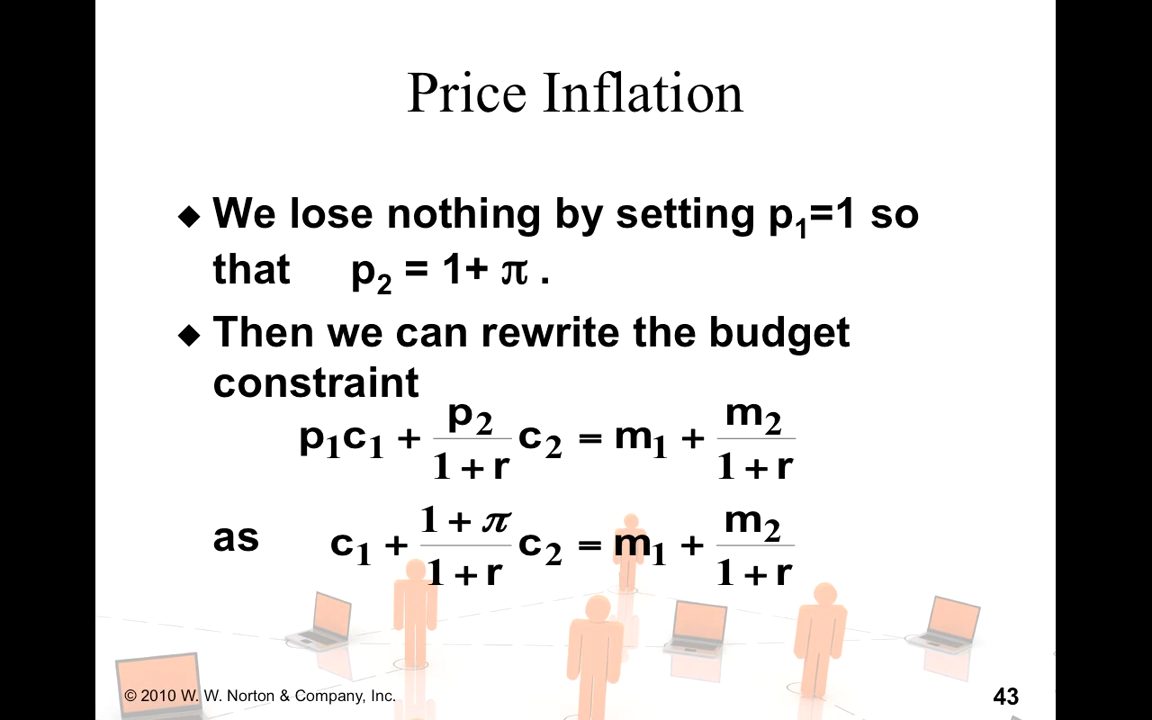 Price Inflation
◆ We lose nothing by setting p₁=1 so
that p₂ = 1+ π .
◆ Then we can rewrite the budget
constraint
p₁c₁ + p₂/(1 + r) c₂ = m₁ + m₂/(1 + r)
as c₁ + (1 + π)/(1 + r) c₂ = m₁ + m₂/(1 + r)
© 2010 W. W. Norton & Company, Inc.
43